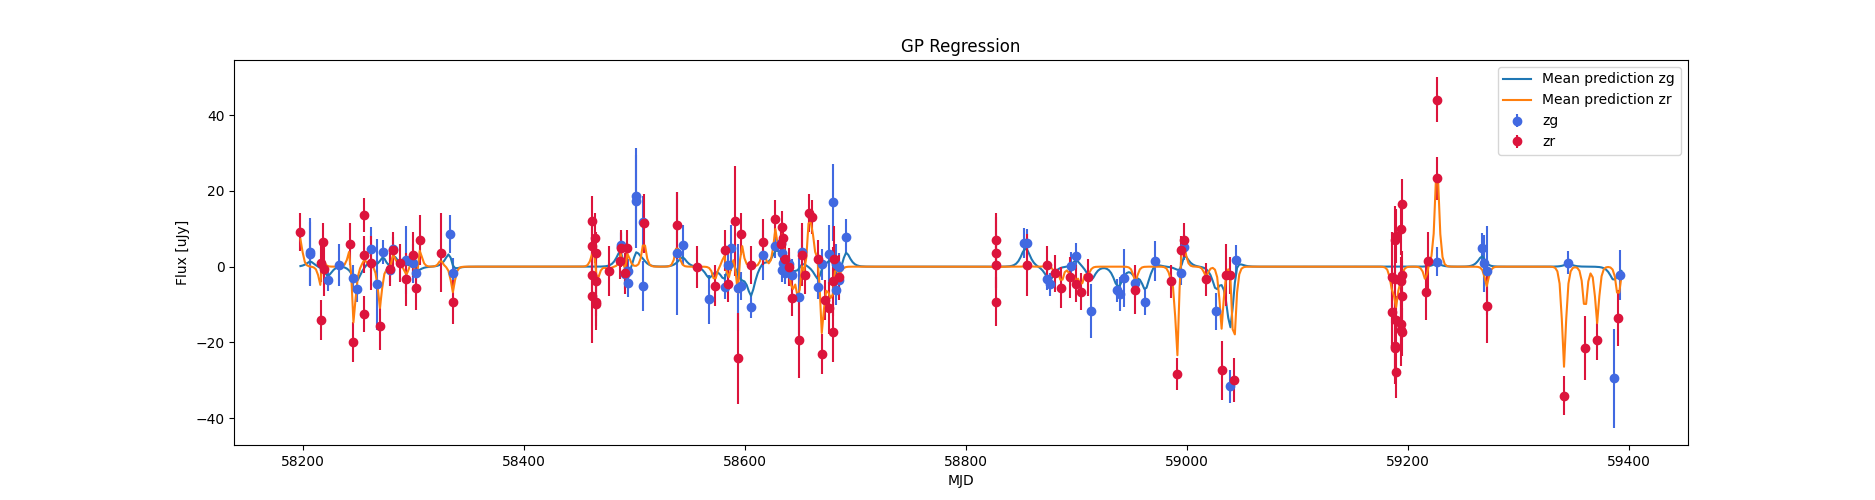 GP Regression
Mean prediction zg
Mean prediction zr
zg
zr
Flux [uJy]
40
20
0
−20
−40
58200 58400 58600 58800 59000 59200 59400
MJD